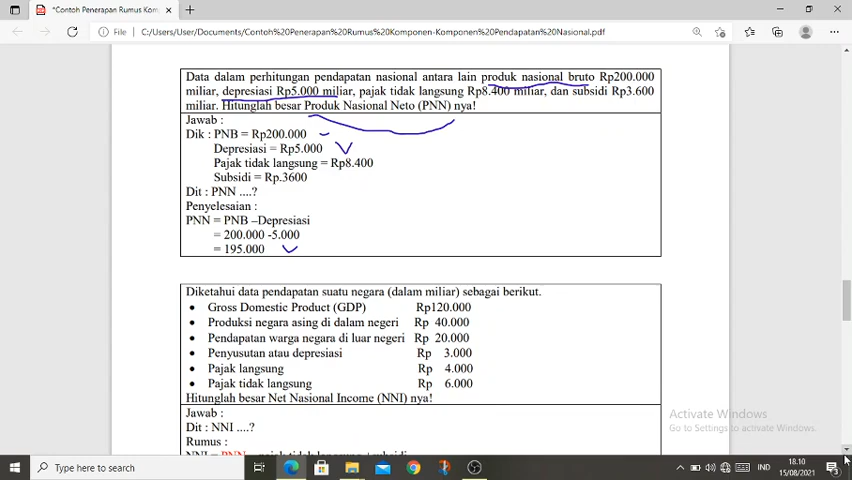 *Contoh Penerapan Rumus Kom
File
C:/Users/User/Documents/Contoh%20Penerapan%20Rumus%20Komponen-Komponen%20Pendapatan%20Nasional.pdf
Data dalam perhitungan pendapatan nasional antara lain produk nasional bruto Rp200.000
miliar, depresiasi Rp5.000 miliar, pajak tidak langsung Rp8.400 miliar, dan subsidi Rp3.600
miliar. Hitunglah besar Produk Nasional Neto (PNN) nya!
Jawab :
Dik : PNB = Rp200.000
Depresiasi = Rp5.000
Pajak tidak langsung = Rp8.400
Subsidi = Rp.3600
Dit : PNN ....?
Penyelesaian :
PNN = PNB –Depresiasi
= 200.000 -5.000
= 195.000
Diketahui data pendapatan suatu negara (dalam miliar) sebagai berikut.
• Gross Domestic Product (GDP) Rp120.000
• Produksi negara asing di dalam negeri Rp 40.000
• Pendapatan warga negara di luar negeri Rp 20.000
• Penyusutan atau depresiasi Rp 3.000
• Pajak langsung Rp 4.000
• Pajak tidak langsung Rp 6.000
Hitunglah besar Net Nasional Income (NNI) nya!
Jawab :
Dit : NNI ....?
Rumus :
NNI = PNN – pajak tidak langsung + subsidi
Activate Windows
Go to Settings to activate Windows.
Type here to search
IND
18.10
15/08/2021
3